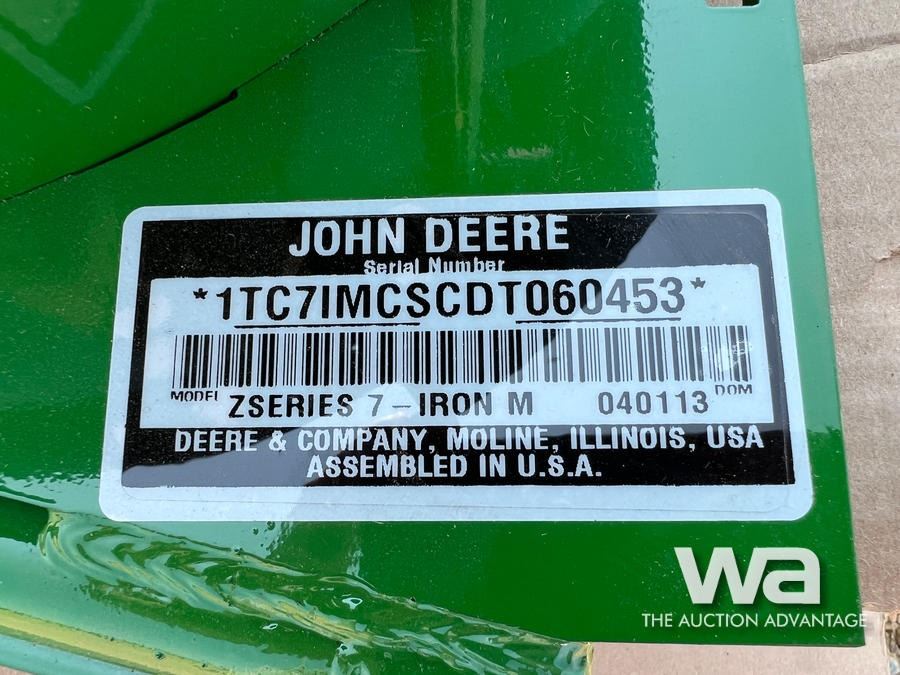 JOHN DEERE
Serial Number
*1TC7IMCSCDT060453*
MODEL ZSERIES 7-IRON M 040113 DOM
DEERE & COMPANY, MOLINE, ILLINOIS, USA
ASSEMBLED IN U.S.A.
wa
THE AUCTION ADVANTAGE